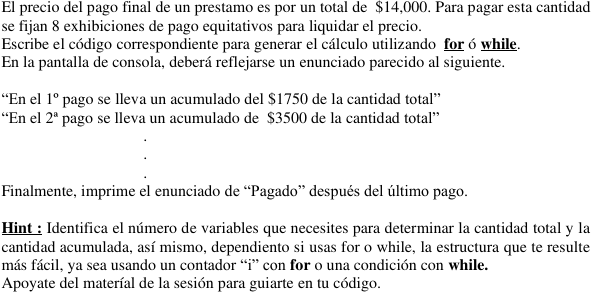 El precio del pago final de un prestamo es por un total de $14,000. Para pagar esta cantidad
se fijan 8 exhibiciones de pago equitativos para liquidar el precio.
Escribe el código correspondiente para generar el cálculo utilizando for ó while.
En la pantalla de consola, deberá reflejarse un enunciado parecido al siguiente.
“En el 1º pago se lleva un acumulado del $1750 de la cantidad total”
“En el 2ª pago se lleva un acumulado de $3500 de la cantidad total”
.
.
.
Finalmente, imprime el enunciado de “Pagado” después del último pago.
Hint : Identifica el número de variables que necesites para determinar la cantidad total y la
cantidad acumulada, así mismo, dependiento si usas for o while, la estructura que te resulte
más fácil, ya sea usando un contador “i” con for o una condición con while.
Apoyate del materíal de la sesión para guiarte en tu código.